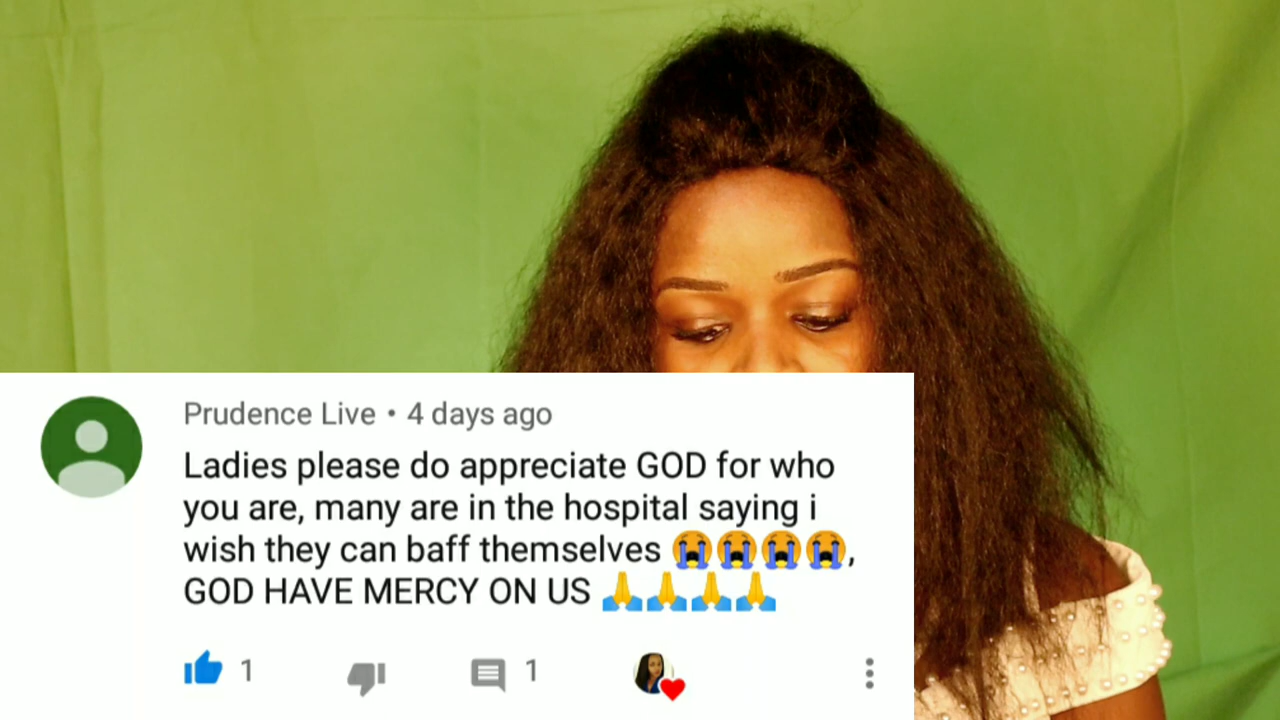 Prudence Live • 4 days ago
Ladies please do appreciate GOD for who
you are, many are in the hospital saying i
wish they can baff themselves 😭😭😭😭,
GOD HAVE MERCY ON US 🙏🙏🙏🙏
1 1